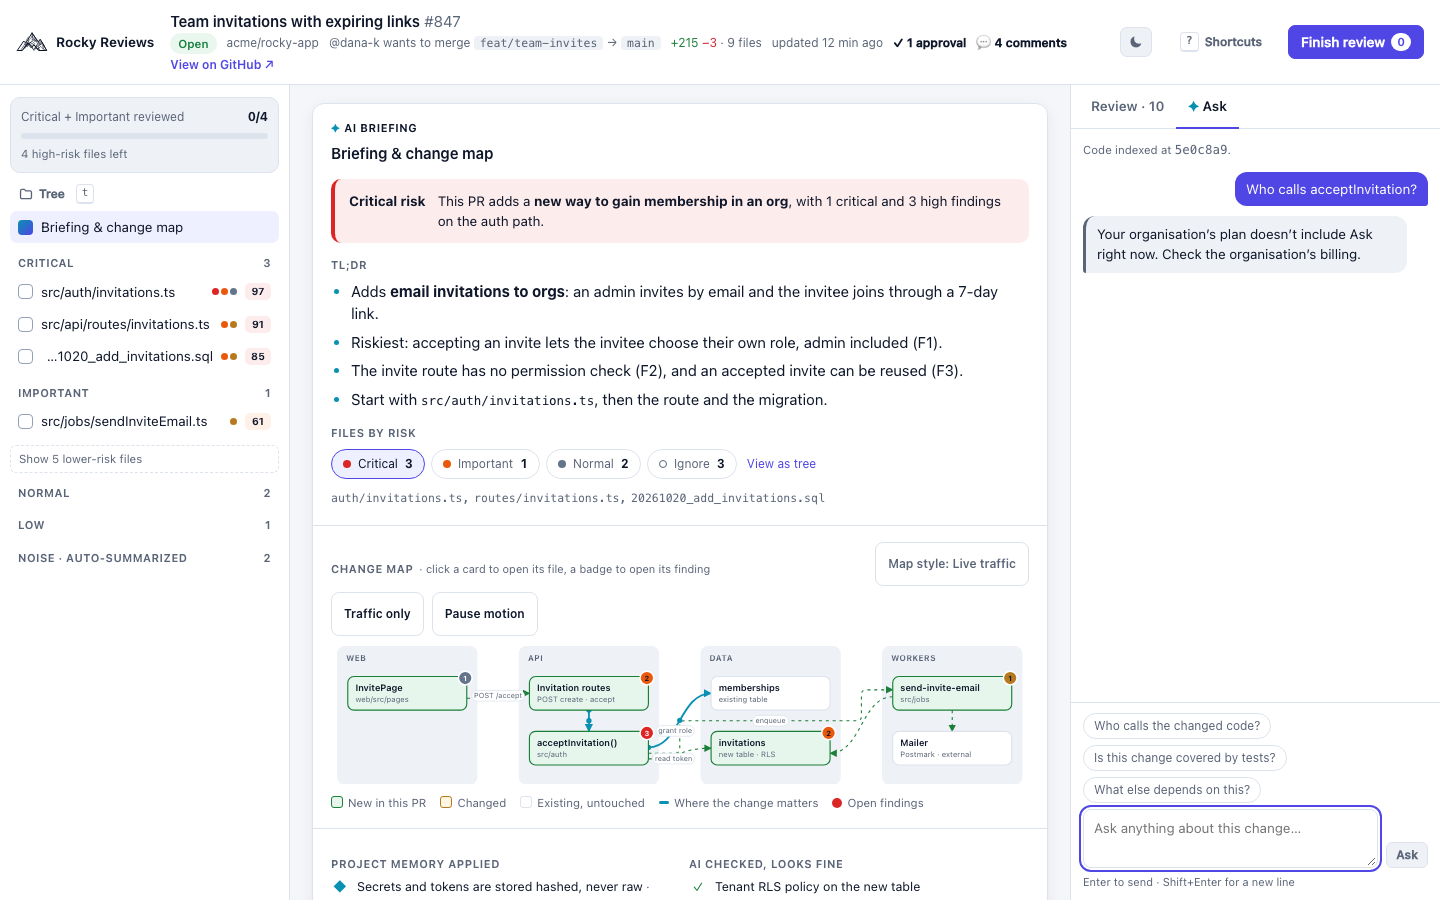 Rocky Reviews
Team invitations with expiring links #847
Open acme/rocky-app @dana-k wants to merge feat/team-invites → main +215 −3 · 9 files updated 12 min ago ✓ 1 approval 💬 4 comments
View on GitHub ↗
? Shortcuts
Finish review 0
Critical + Important reviewed 0/4
4 high-risk files left
Tree t
Briefing & change map
CRITICAL 3
src/auth/invitations.ts 97
src/api/routes/invitations.ts 91
…1020_add_invitations.sql 85
IMPORTANT 1
src/jobs/sendInviteEmail.ts 61
Show 5 lower-risk files
NORMAL 2
LOW 1
NOISE · AUTO-SUMMARIZED 2
✦ AI BRIEFING
Briefing & change map
Critical risk This PR adds a new way to gain membership in an org, with 1 critical and 3 high findings
on the auth path.
TL;DR
• Adds email invitations to orgs: an admin invites by email and the invitee joins through a 7-day
link.
• Riskiest: accepting an invite lets the invitee choose their own role, admin included (F1).
• The invite route has no permission check (F2), and an accepted invite can be reused (F3).
• Start with src/auth/invitations.ts, then the route and the migration.
FILES BY RISK
Critical 3 Important 1 Normal 2 Ignore 3 View as tree
auth/invitations.ts, routes/invitations.ts, 20261020_add_invitations.sql
CHANGE MAP · click a card to open its file, a badge to open its finding
Map style: Live traffic
Traffic only Pause motion
WEB API DATA WORKERS
InvitePage 1
web/src/pages
POST /accept
Invitation routes 2
POST create · accept
memberships
existing table
send-invite-email 1
src/jobs
enqueue
grant role
acceptInvitation() 3
src/auth
read token
invitations 2
new table · RLS
Mailer
Postmark · external
New in this PR Changed Existing, untouched Where the change matters Open findings
PROJECT MEMORY APPLIED
Secrets and tokens are stored hashed, never raw ·
AI CHECKED, LOOKS FINE
✓ Tenant RLS policy on the new table
Review · 10 ✦ Ask
Code indexed at 5e0c8a9.
Who calls acceptInvitation?
Your organisation’s plan doesn’t include Ask
right now. Check the organisation’s billing.
Who calls the changed code?
Is this change covered by tests?
What else depends on this?
Ask anything about this change…
Ask
Enter to send · Shift+Enter for a new line